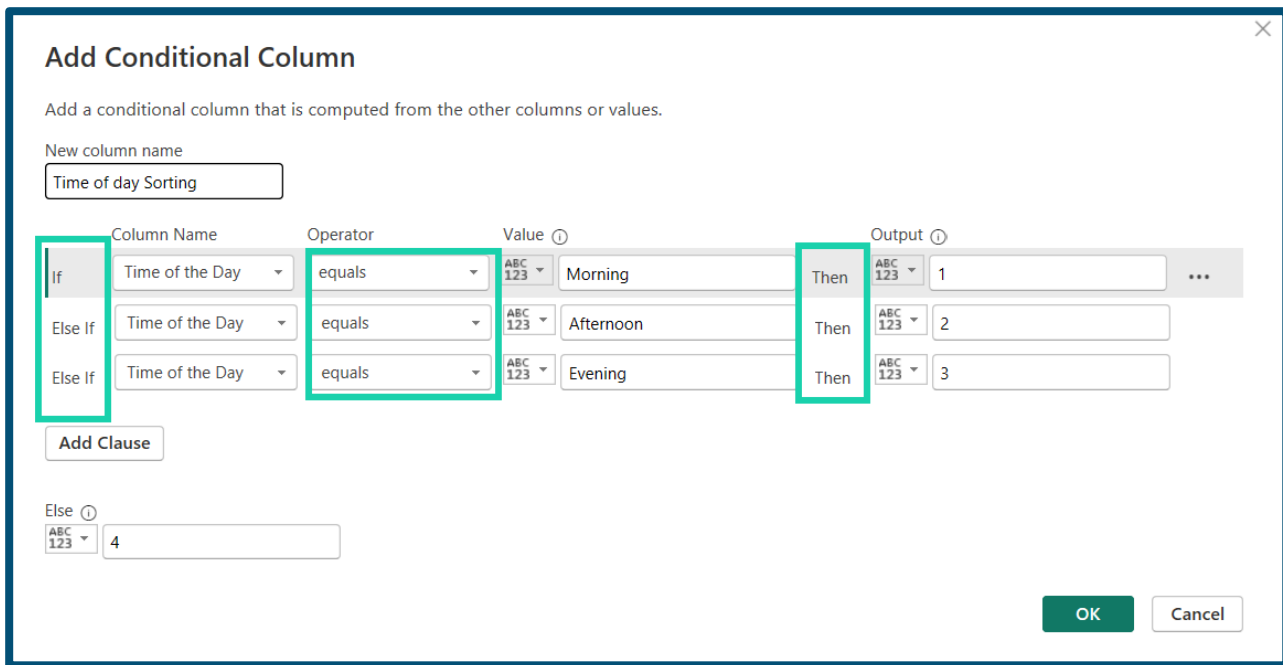 Add Conditional Column
Add a conditional column that is computed from the other columns or values.
New column name
Time of day Sorting
Column Name Operator Value Output
If Time of the Day equals ABC 123 Morning Then ABC 123 1 ...
Else If Time of the Day equals ABC 123 Afternoon Then ABC 123 2
Else If Time of the Day equals ABC 123 Evening Then ABC 123 3
Add Clause
Else
ABC 123 4
OK Cancel